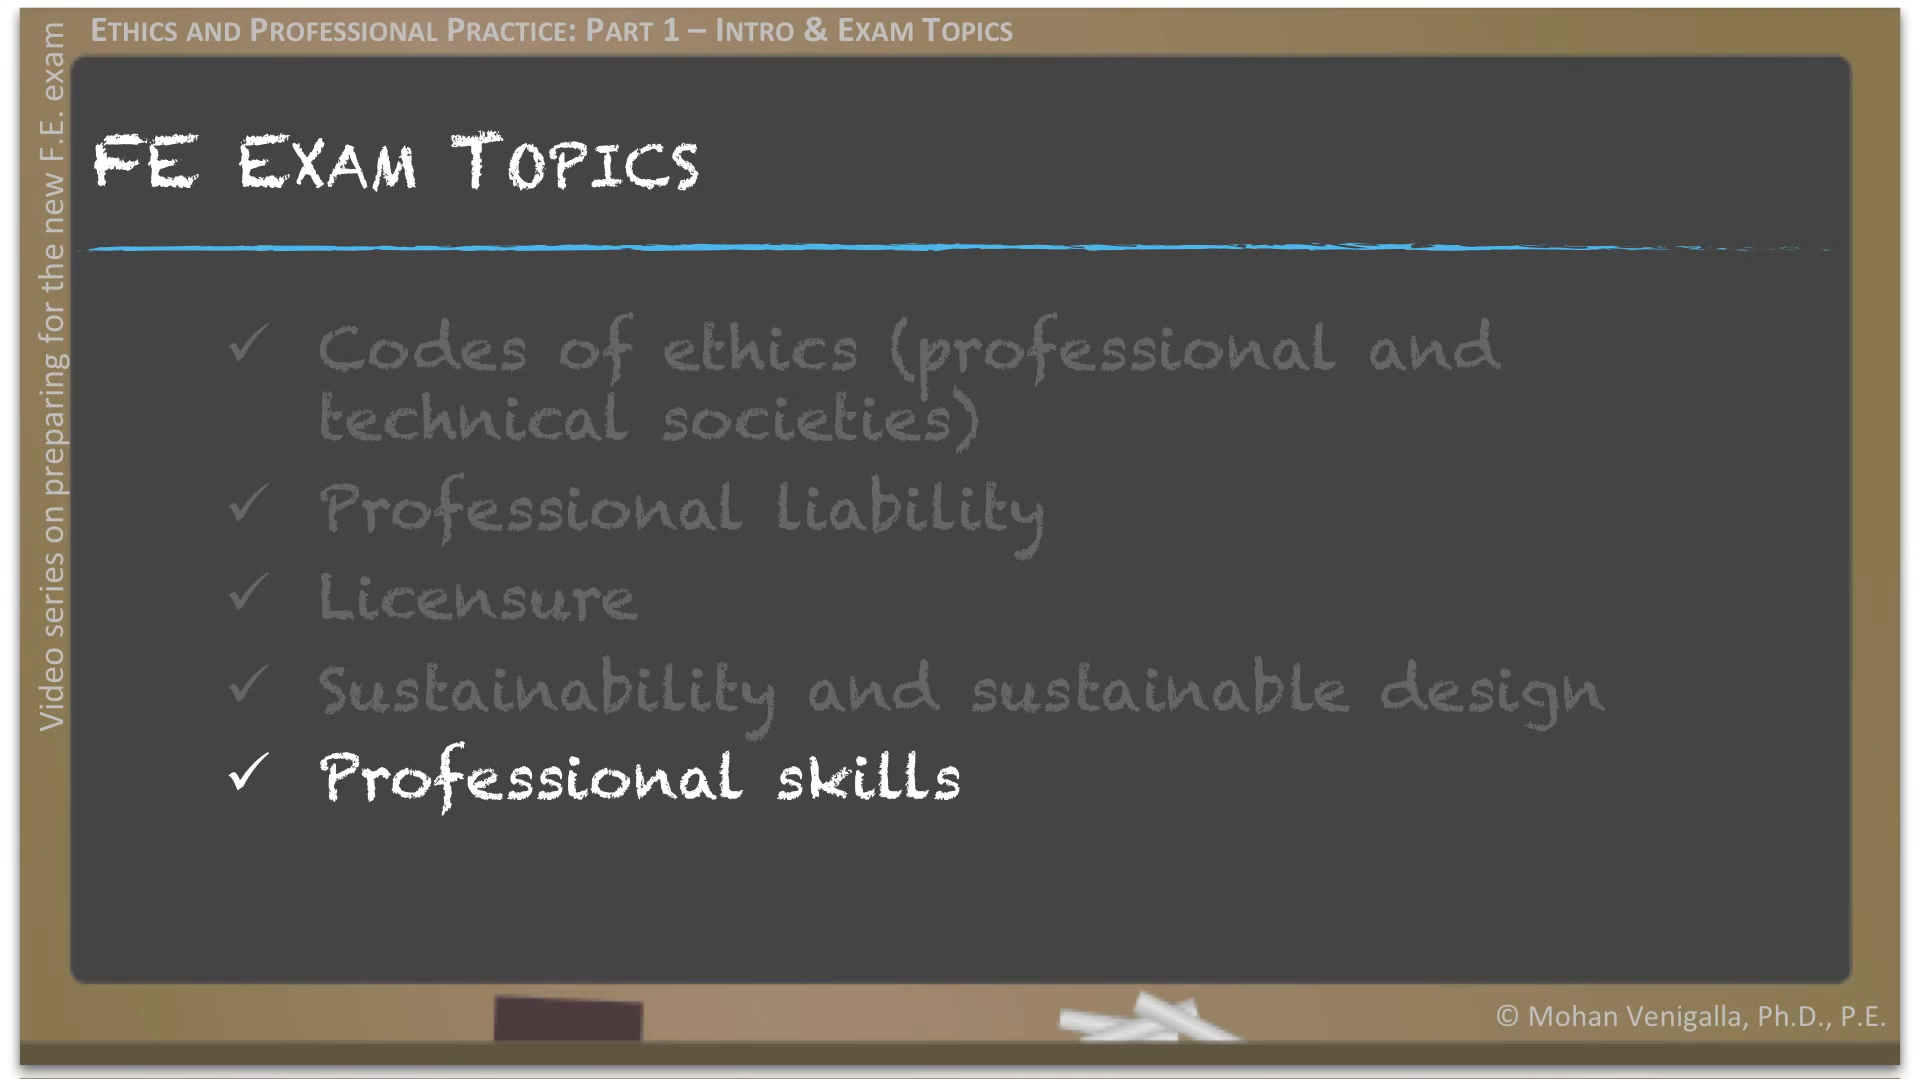 Ethics and Professional Practice: Part 1 – Intro & Exam Topics
Video series on preparing for the new F.E. exam
FE Exam Topics
✓ Codes of ethics (professional and
technical societies)
✓ Professional liability
✓ Licensure
✓ Sustainability and sustainable design
✓ Professional skills
© Mohan Venigalla, Ph.D., P.E.